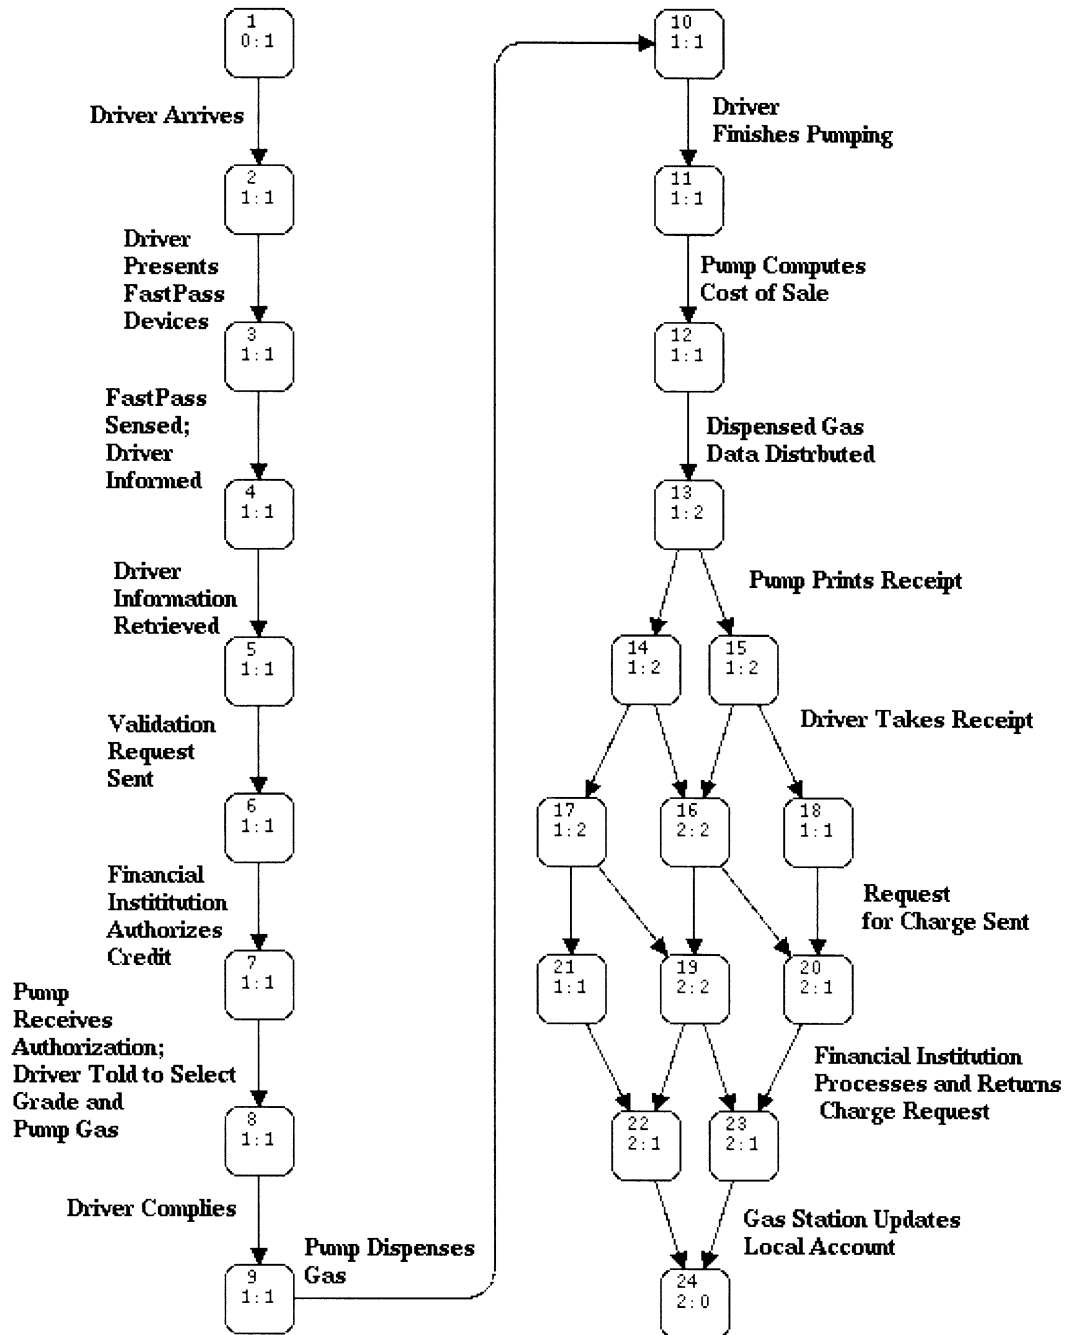 1
0:1
Driver Arrives
2
1:1
Driver
Presents
FastPass
Devices
3
1:1
FastPass
Sensed;
Driver
Informed
4
1:1
Driver
Information
Retrieved
5
1:1
Validation
Request
Sent
6
1:1
Financial
Instititution
Authorizes
Credit
7
1:1
Pump
Receives
Authorization;
Driver Told to Select
Grade and
Pump Gas
8
1:1
Driver Complies
9
1:1
Pump Dispenses
Gas
10
1:1
Driver
Finishes Pumping
11
1:1
Pump Computes
Cost of Sale
12
1:1
Dispensed Gas
Data Distrbuted
13
1:2
Pump Prints Receipt
14
1:2
15
1:2
Driver Takes Receipt
17
1:2
16
2:2
18
1:1
Request
for Charge Sent
21
1:1
19
2:2
20
2:1
Financial Institution
Processes and Returns
Charge Request
22
2:1
23
2:1
Gas Station Updates
Local Account
24
2:0